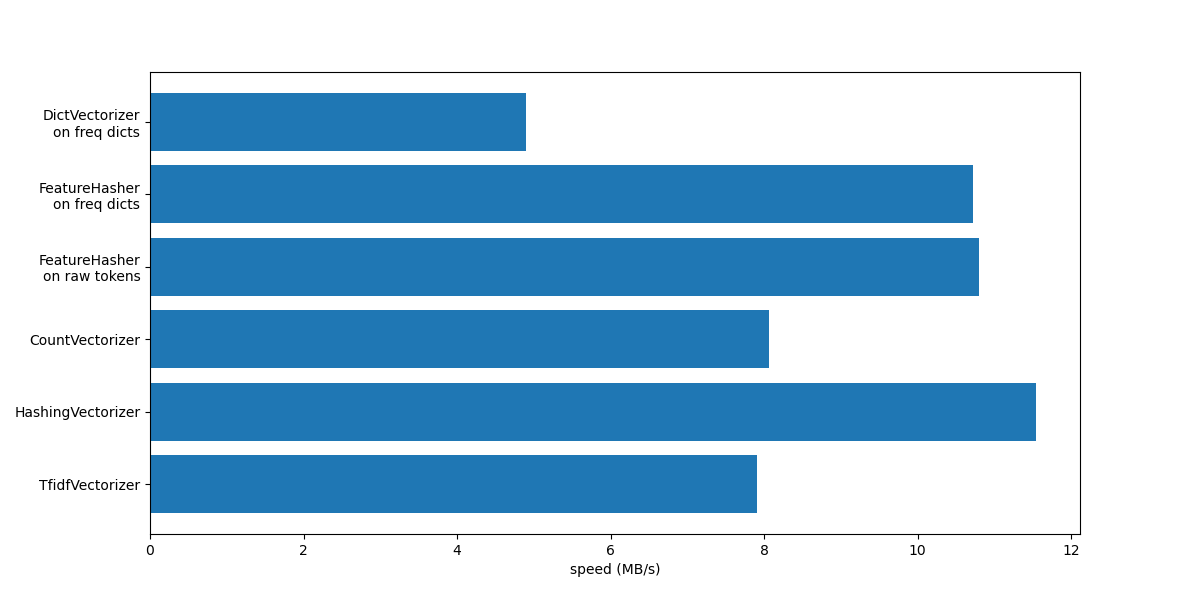 DictVectorizer
on freq dicts
FeatureHasher
on freq dicts
FeatureHasher
on raw tokens
CountVectorizer
HashingVectorizer
TfidfVectorizer
0 2 4 6 8 10 12
speed (MB/s)